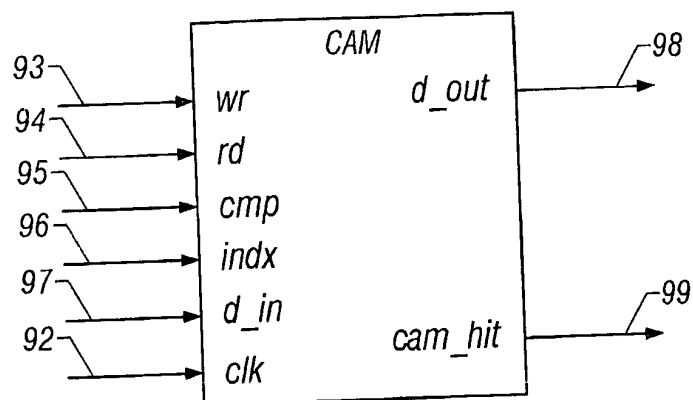 CAM
93
wr
d_out
98
94
rd
95
cmp
96
indx
97
d_in
cam_hit
99
92
clk